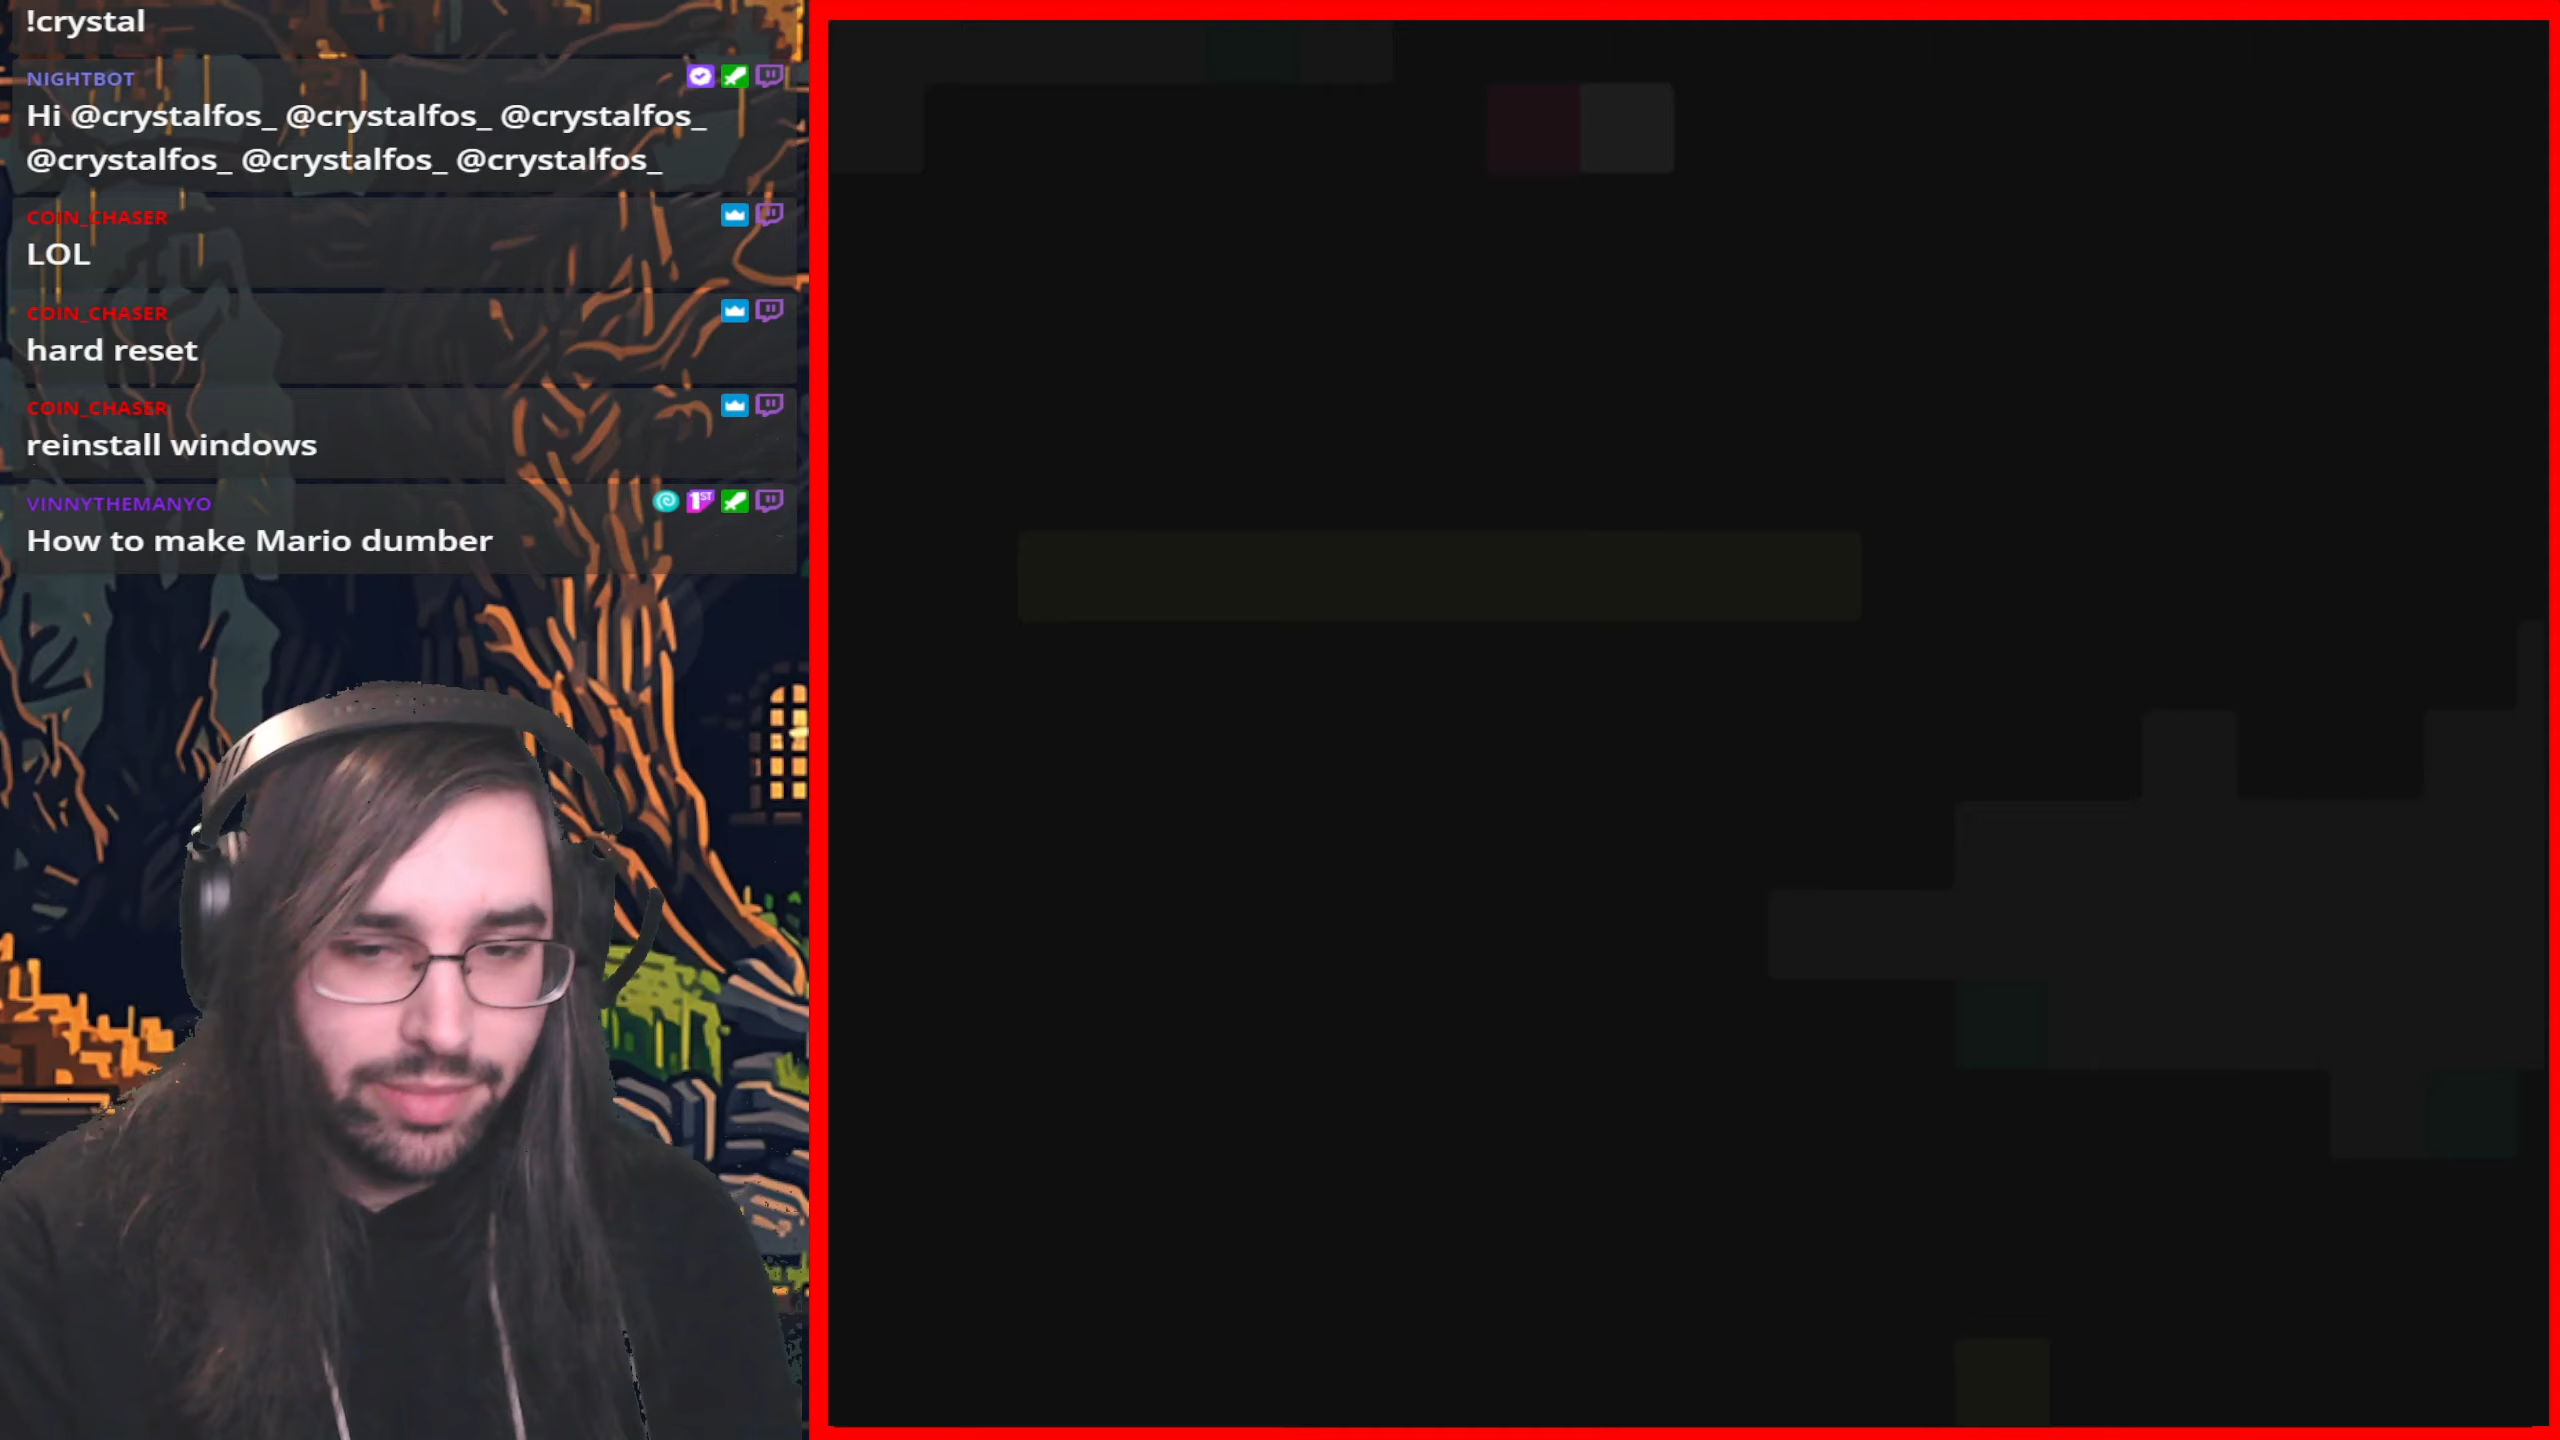 !crystal
NIGHTBOT
Hi @crystalfos_ @crystalfos_ @crystalfos_
@crystalfos_ @crystalfos_ @crystalfos_
COIN_CHASER
LOL
COIN_CHASER
hard reset
COIN_CHASER
reinstall windows
VINNYTHEMANYO
1ST
How to make Mario dumber